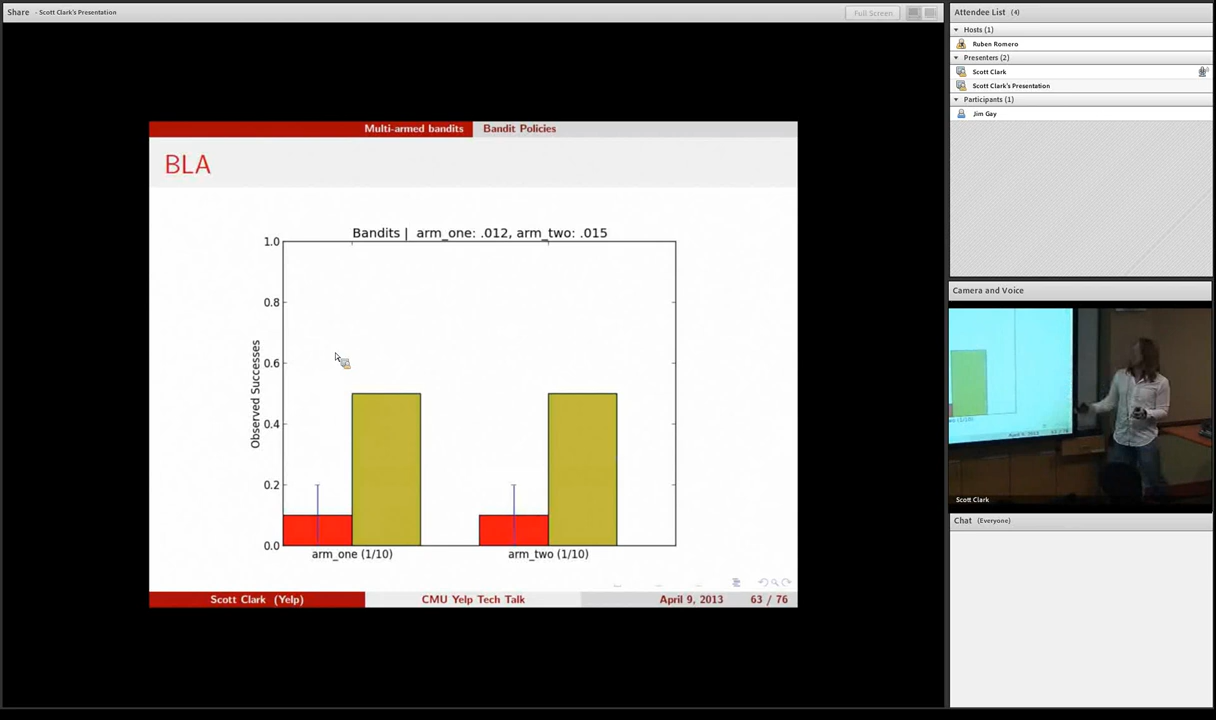 Share - Scott Clark's Presentation
Full Screen
Multi-armed bandits Bandit Policies
BLA
Bandits | arm_one: .012, arm_two: .015
Observed Successes
1.0
0.8
0.6
0.4
0.2
0.0
arm_one (1/10) arm_two (1/10)
Scott Clark (Yelp) CMU Yelp Tech Talk April 9, 2013 63 / 76
Attendee List (4)
Hosts (1)
Ruben Romero
Presenters (2)
Scott Clark
Scott Clark's Presentation
Participants (1)
Jim Gay
Camera and Voice
Scott Clark
Chat (Everyone)